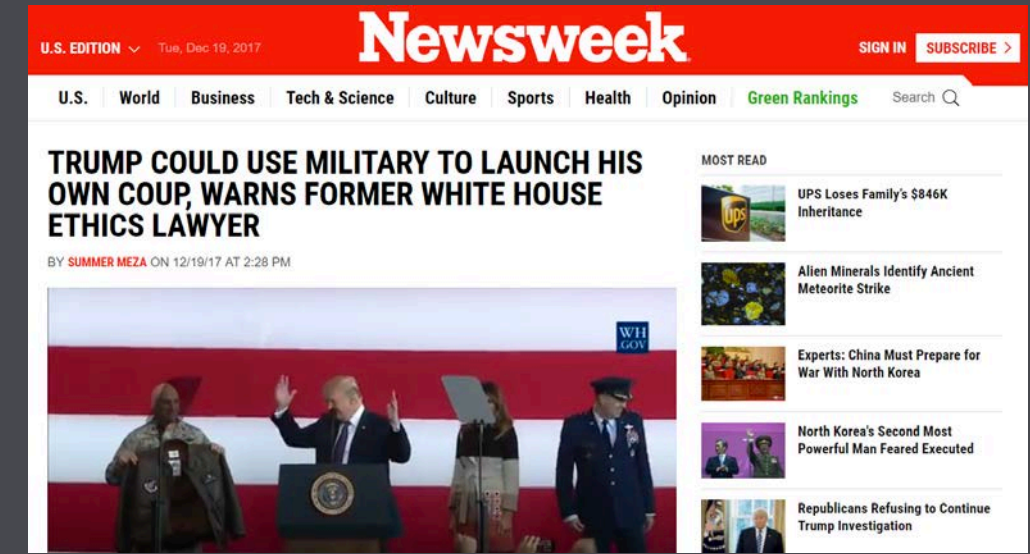 Newsweek
U.S. EDITION
Tue, Dec 19, 2017
SIGN IN
SUBSCRIBE >
U.S.
World
Business
Tech & Science
Culture
Sports
Health
Opinion
Green Rankings
Search
TRUMP COULD USE MILITARY TO LAUNCH HIS
OWN COUP, WARNS FORMER WHITE HOUSE
ETHICS LAWYER
BY SUMMER MEZA ON 12/19/17 AT 2:28 PM
WH
.GOV
MOST READ
ups
UPS Loses Family's $846K
Inheritance
Alien Minerals Identify Ancient
Meteorite Strike
Experts: China Must Prepare for
War With North Korea
North Korea's Second Most
Powerful Man Feared Executed
Republicans Refusing to Continue
Trump Investigation